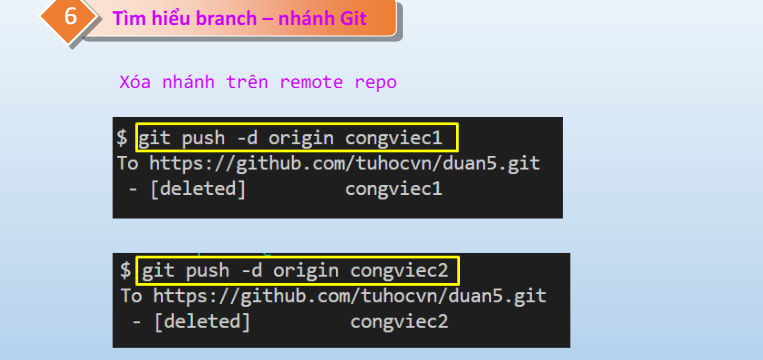 6
Tìm hiểu branch – nhánh Git
Xóa nhánh trên remote repo
$ git push -d origin congviec1
To https://github.com/tuhocvn/duan5.git
- [deleted] congviec1
$ git push -d origin congviec2
To https://github.com/tuhocvn/duan5.git
- [deleted] congviec2